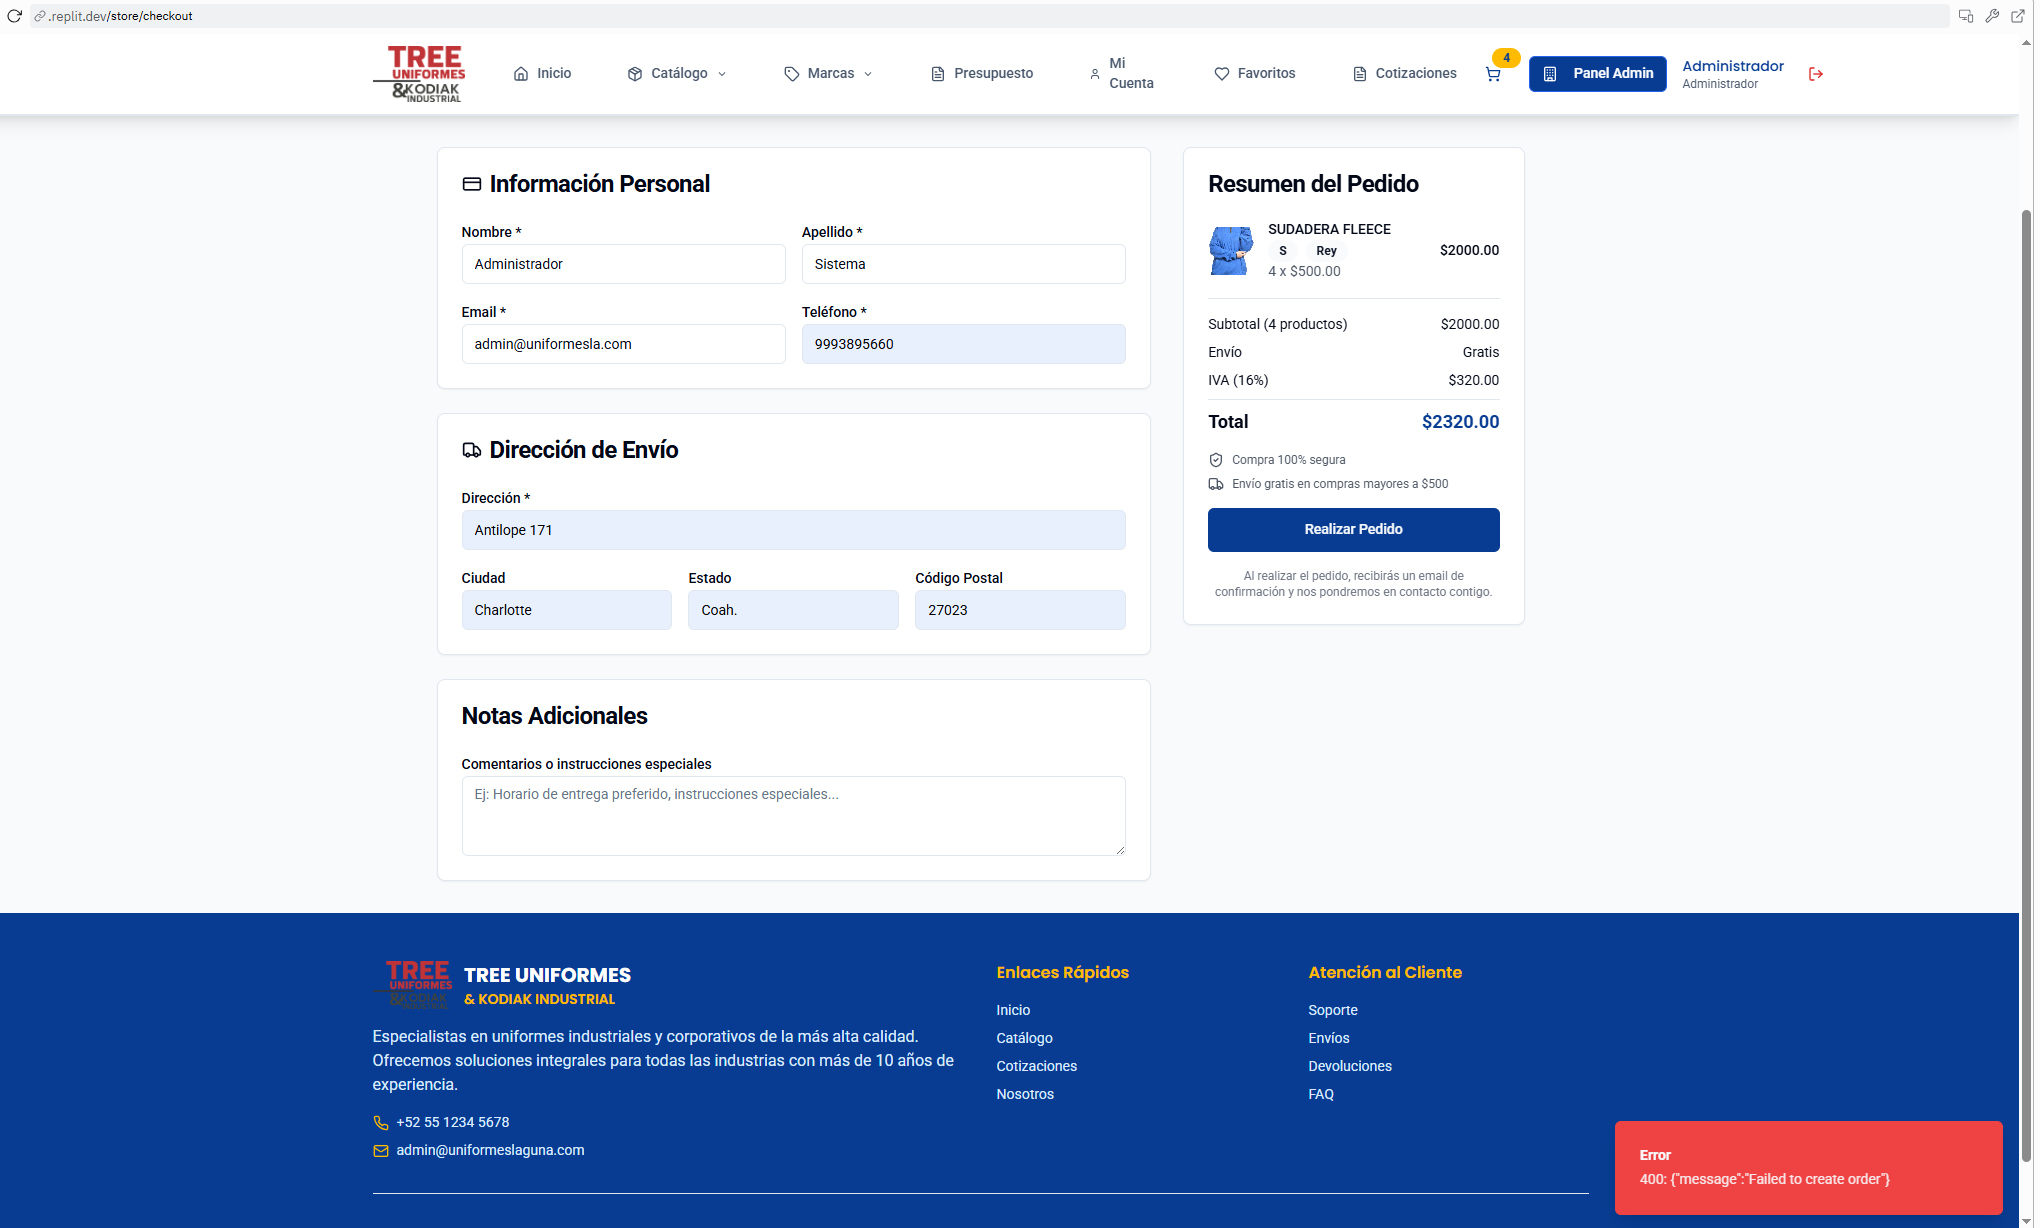 .replit.dev/store/checkout
TREE
UNIFORMES
&KODIAK
INDUSTRIAL
Inicio
Catálogo
Marcas
Presupuesto
Mi
Cuenta
Favoritos
Cotizaciones
4
Panel Admin
Administrador
Administrador
Información Personal
Nombre *
Apellido *
Administrador
Sistema
Email *
Teléfono *
admin@uniformesla.com
9993895660
Dirección de Envío
Dirección *
Antilope 171
Ciudad
Estado
Código Postal
Charlotte
Coah.
27023
Notas Adicionales
Comentarios o instrucciones especiales
Ej: Horario de entrega preferido, instrucciones especiales...
Resumen del Pedido
SUDADERA FLEECE
S
Rey
4 x $500.00
$2000.00
Subtotal (4 productos)
$2000.00
Envío
Gratis
IVA (16%)
$320.00
Total
$2320.00
Compra 100% segura
Envío gratis en compras mayores a $500
Realizar Pedido
Al realizar el pedido, recibirás un email de
confirmación y nos pondremos en contacto contigo.
TREE
UNIFORMES
&KODIAK
INDUSTRIAL
TREE UNIFORMES
& KODIAK INDUSTRIAL
Especialistas en uniformes industriales y corporativos de la más alta calidad.
Ofrecemos soluciones integrales para todas las industrias con más de 10 años de
experiencia.
+52 55 1234 5678
admin@uniformeslaguna.com
Enlaces Rápidos
Inicio
Catálogo
Cotizaciones
Nosotros
Atención al Cliente
Soporte
Envíos
Devoluciones
FAQ
Error
400: {"message":"Failed to create order"}